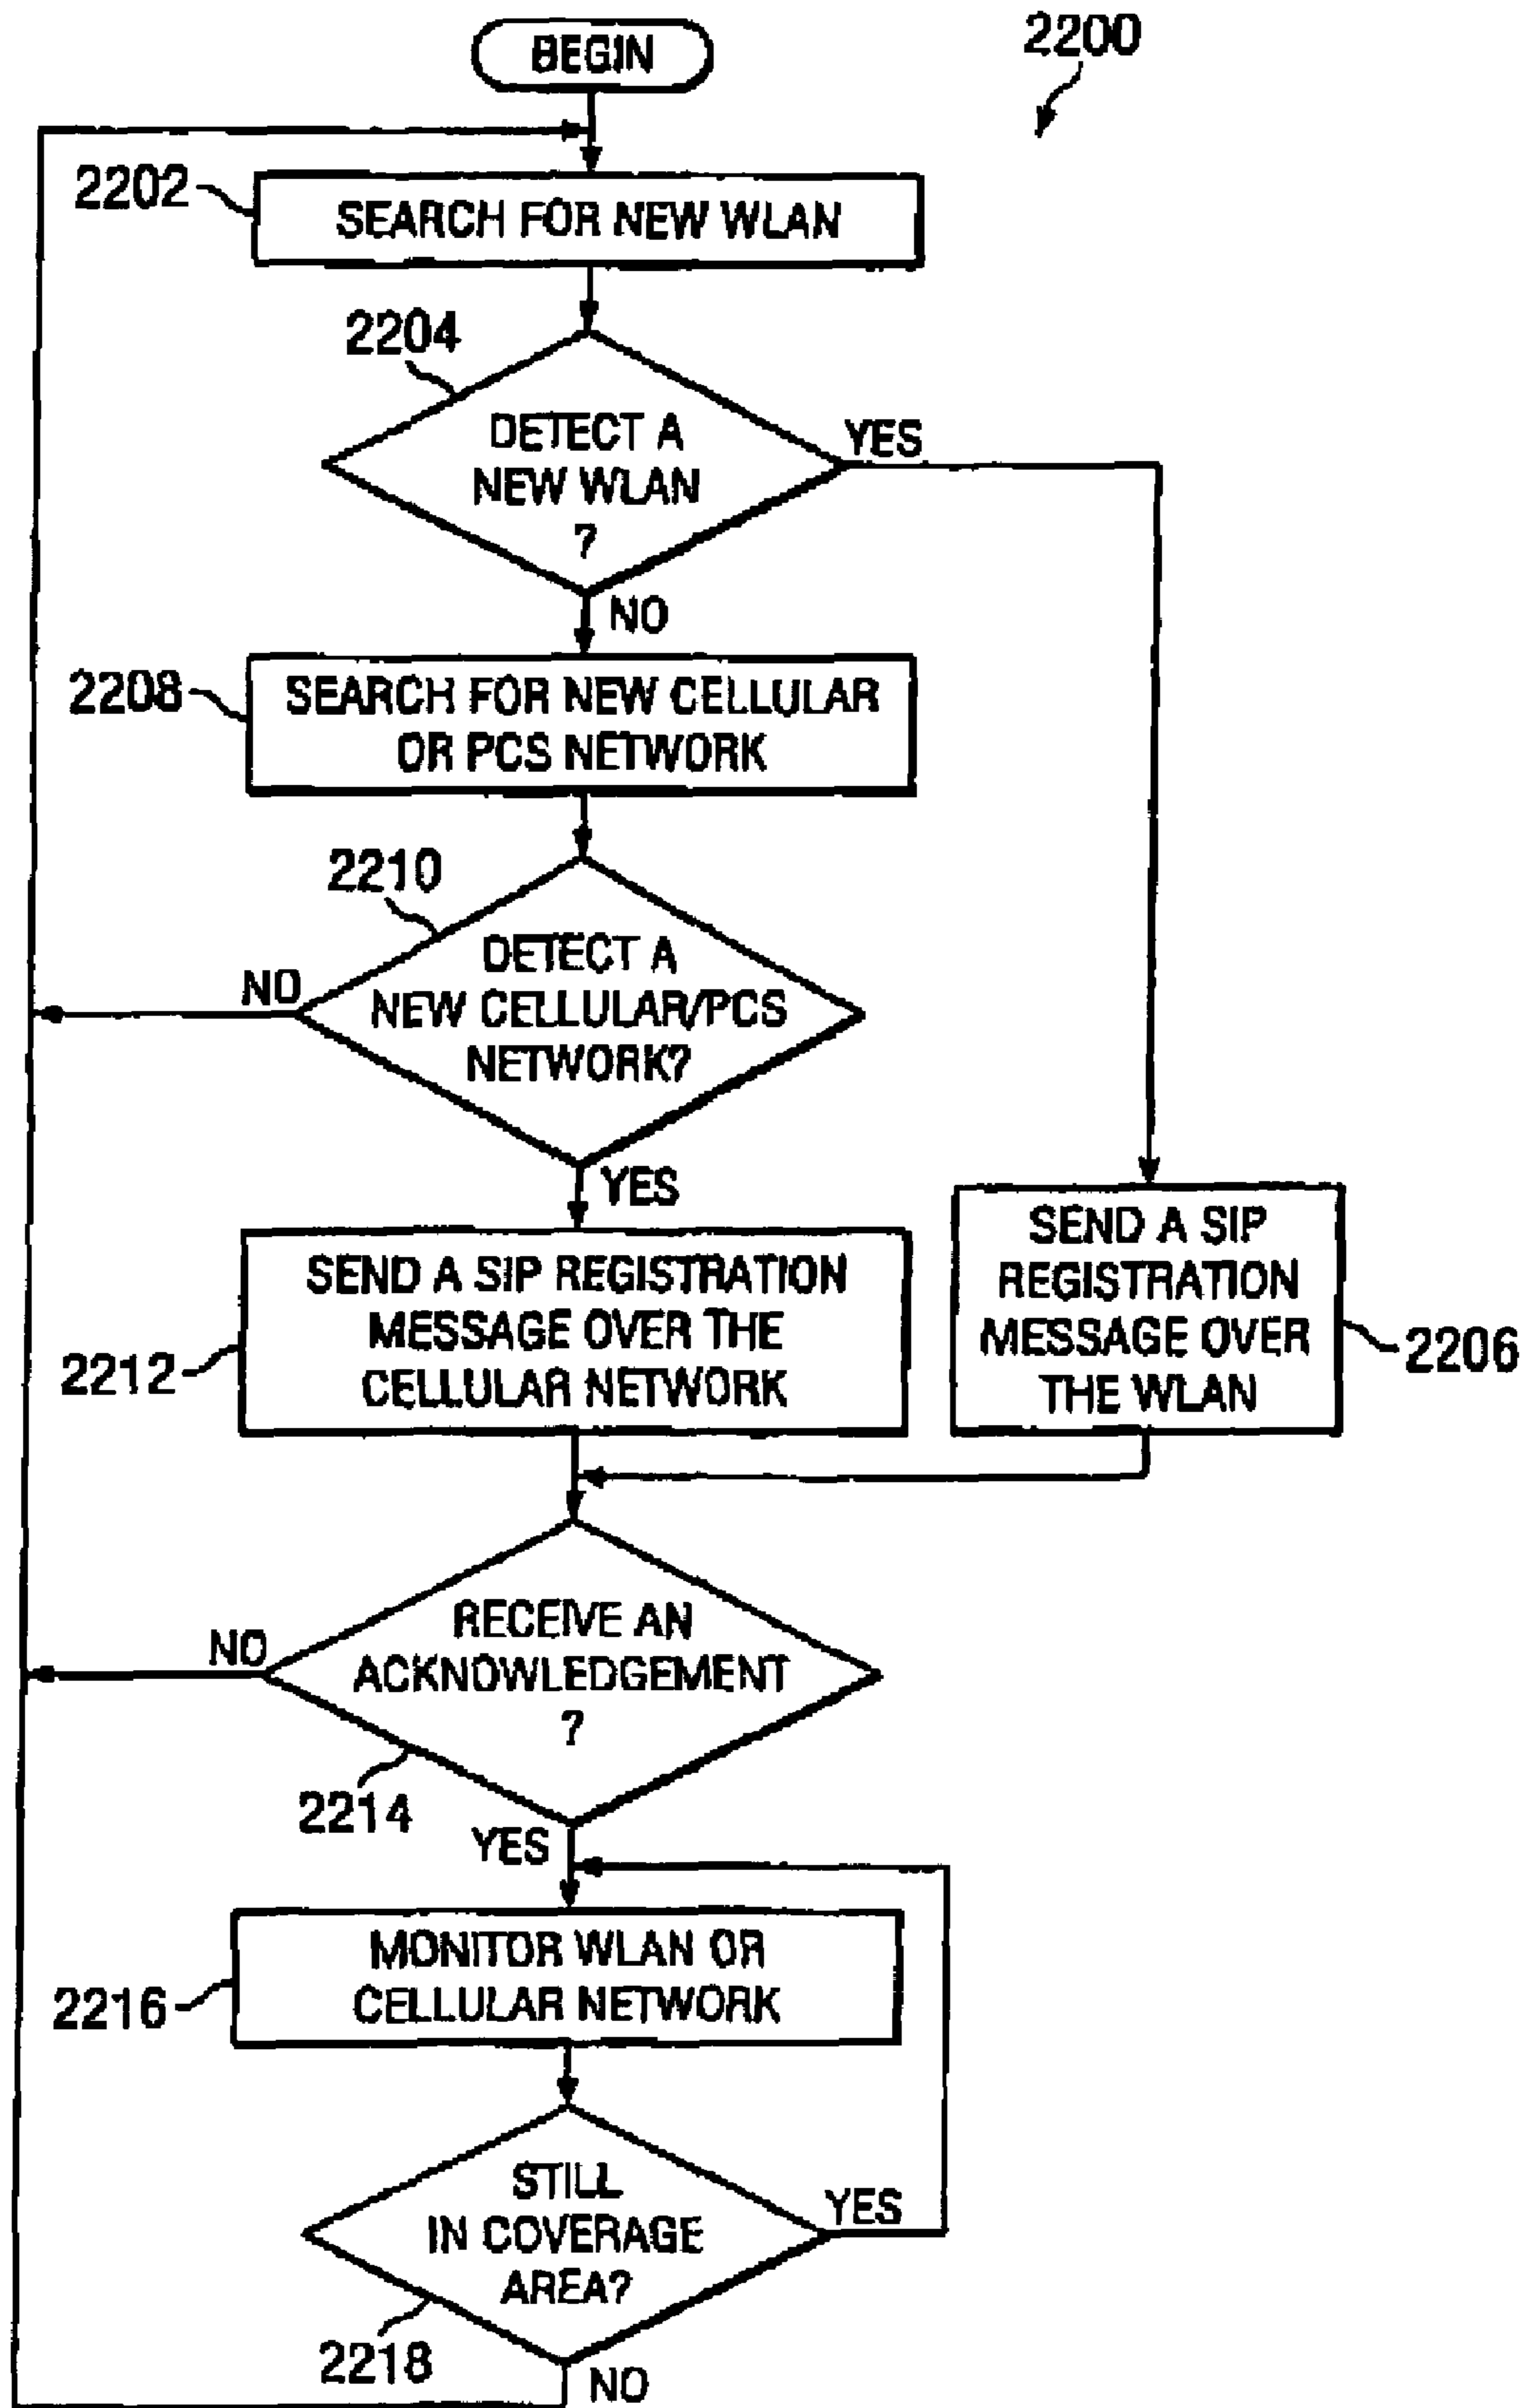 BEGIN
2200
2202
SEARCH FOR NEW WLAN
2204
DETECT A
NEW WLAN
?
YES
NO
2208
SEARCH FOR NEW CELLULAR
OR PCS NETWORK
2210
DETECT A
NEW CELLULAR/PCS
NETWORK?
NO
YES
SEND A SIP REGISTRATION
MESSAGE OVER THE
CELLULAR NETWORK
2212
SEND A SIP
REGISTRATION
MESSAGE OVER
THE WLAN
2206
RECEIVE AN
ACKNOWLEDGEMENT
?
NO
2214
YES
MONITOR WLAN OR
CELLULAR NETWORK
2216
STILL
IN COVERAGE
AREA?
YES
2218
NO